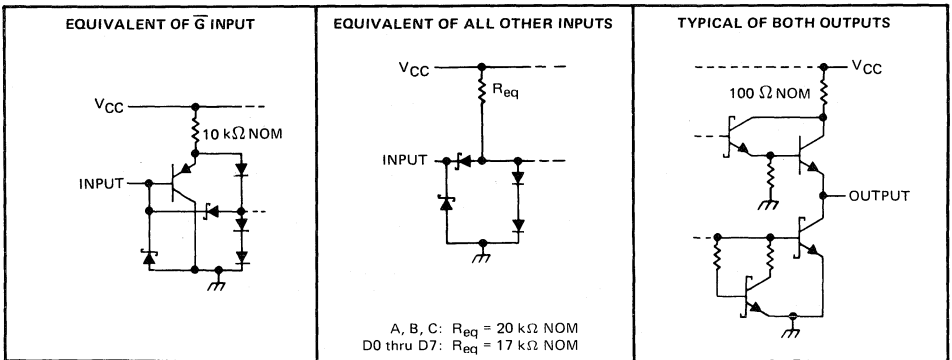 EQUIVALENT OF G̅ INPUT
VCC
10 kΩ NOM
INPUT
EQUIVALENT OF ALL OTHER INPUTS
VCC
Req
INPUT
A, B, C: Req = 20 kΩ NOM
D0 thru D7: Req = 17 kΩ NOM
TYPICAL OF BOTH OUTPUTS
VCC
100 Ω NOM
OUTPUT